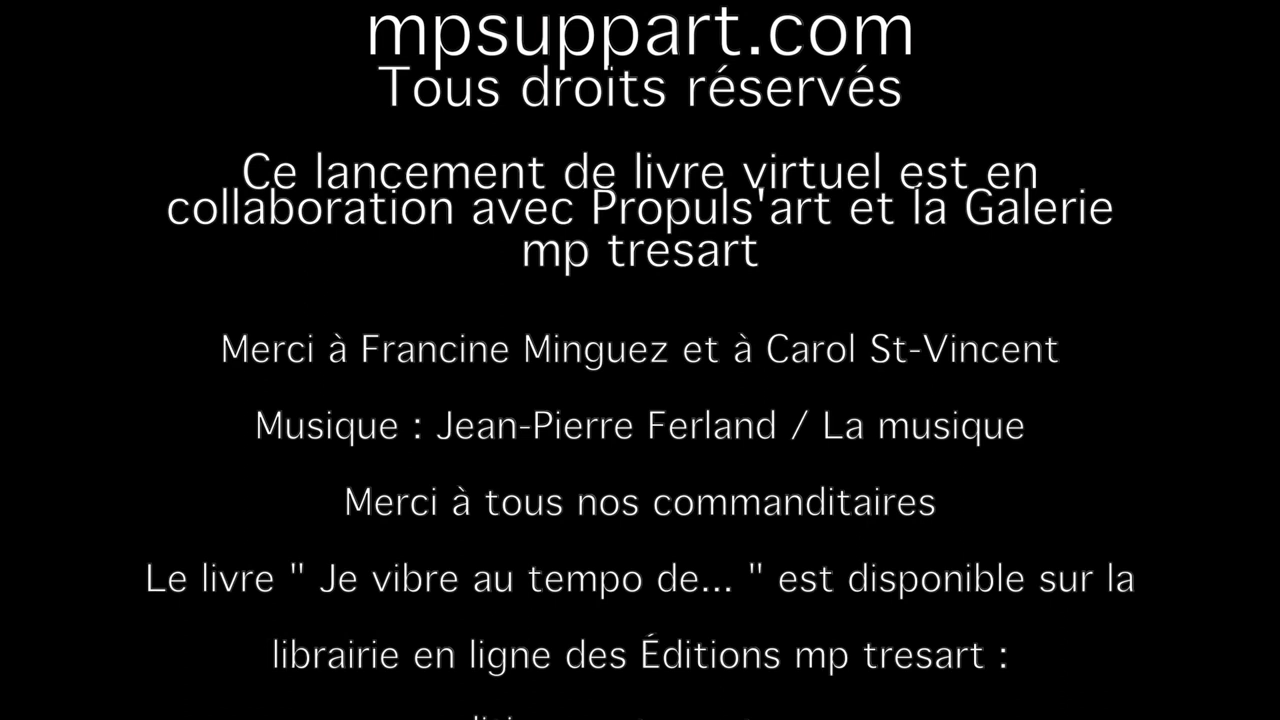 mpsuppart.com
Tous droits réservés
Ce lancement de livre virtuel est en
collaboration avec Propuls'art et la Galerie
mp tresart
Merci à Francine Minguez et à Carol St-Vincent
Musique : Jean-Pierre Ferland / La musique
Merci à tous nos commanditaires
Le livre " Je vibre au tempo de... " est disponible sur la
librairie en ligne des Éditions mp tresart :